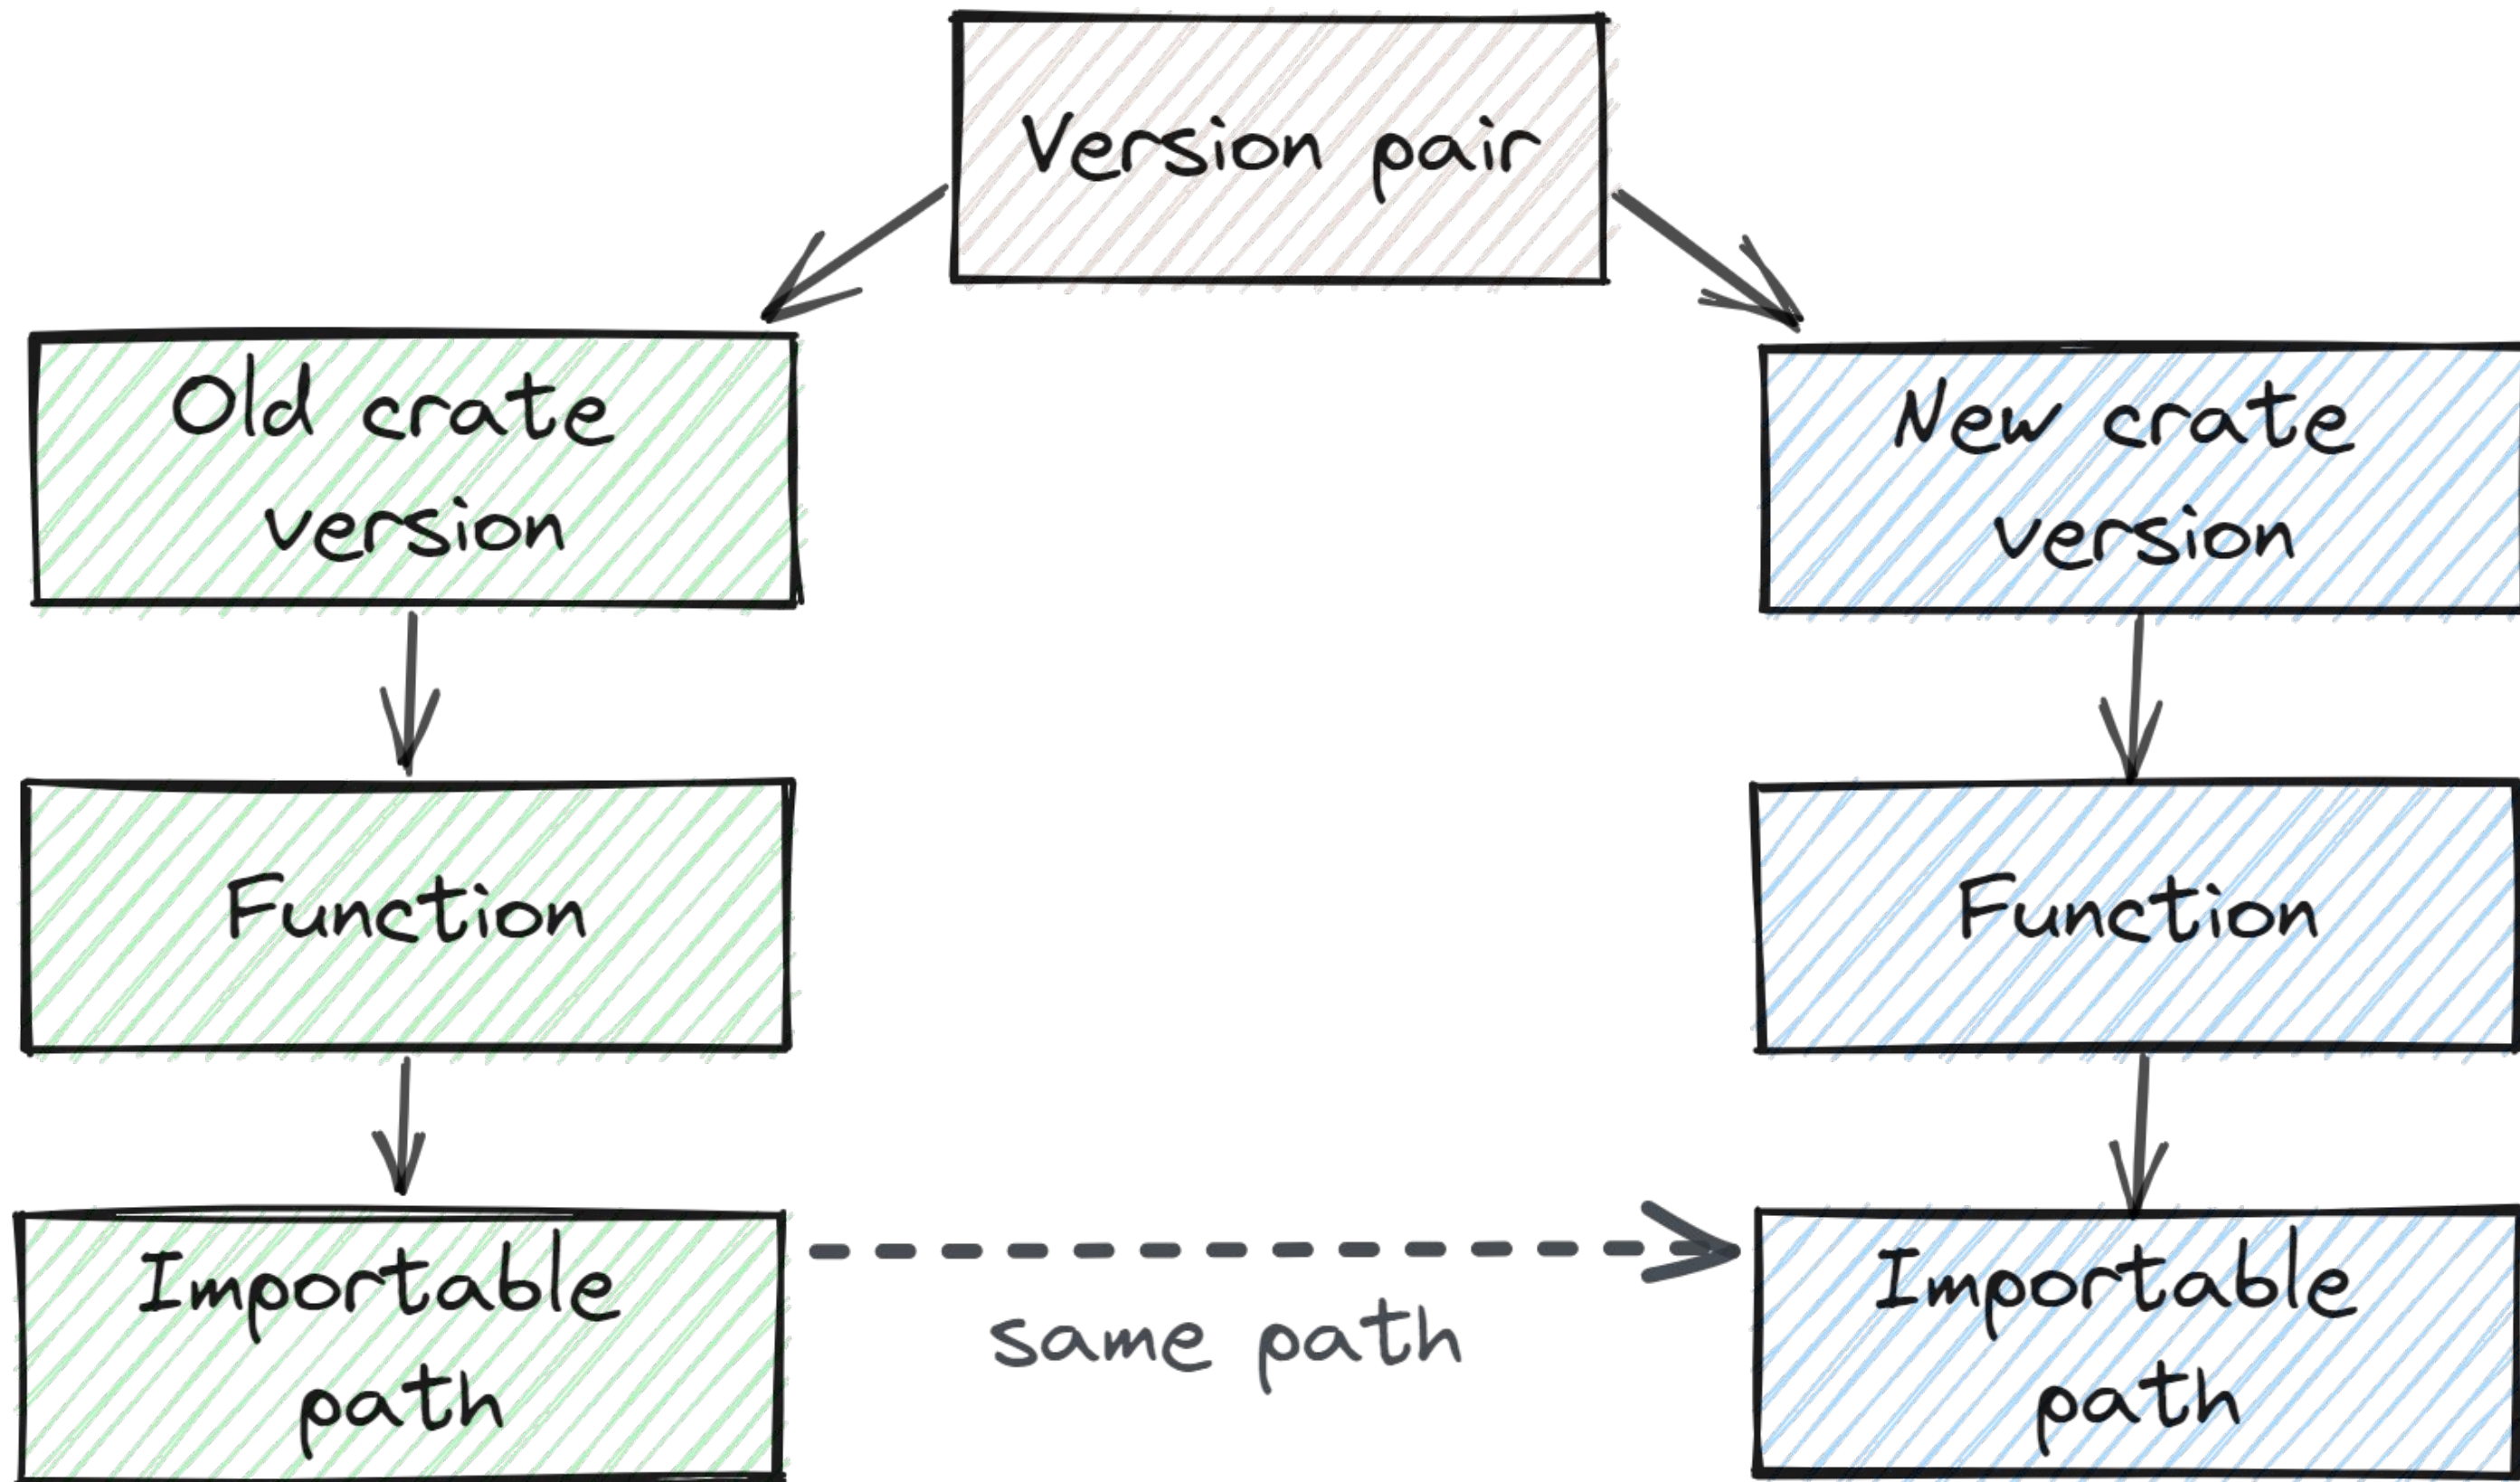 Version pair
Old crate
version
New crate
version
Function
Function
Importable
path
same path
Importable
path